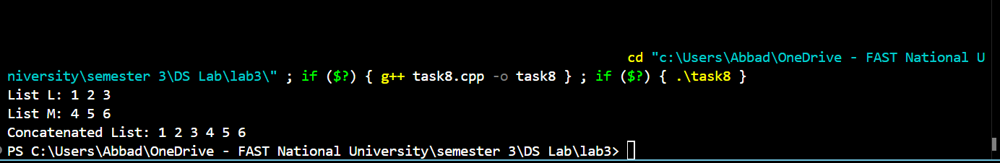 cd "c:\Users\Abbad\OneDrive - FAST National U
niversity\semester 3\DS Lab\lab3\" ; if ($?) { g++ task8.cpp -o task8 } ; if ($?) { .\task8 }
List L: 1 2 3
List M: 4 5 6
Concatenated List: 1 2 3 4 5 6
PS C:\Users\Abbad\OneDrive - FAST National University\semester 3\DS Lab\lab3>